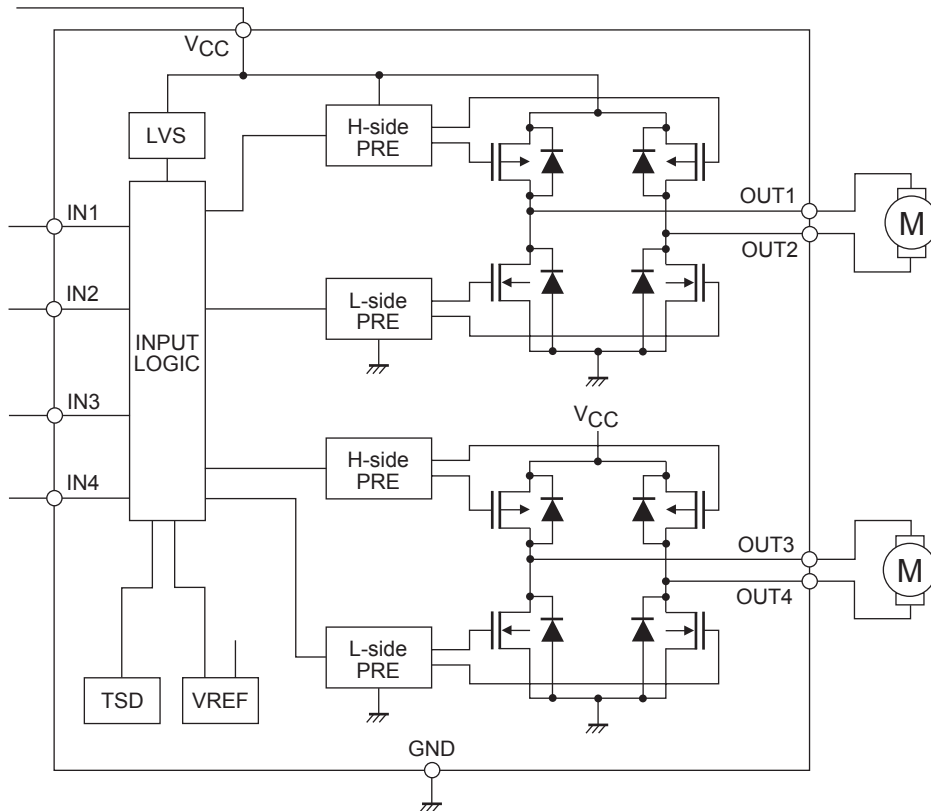 VCC
LVS
H-side
PRE
IN1
OUT1
M
OUT2
IN2
L-side
PRE
INPUT
LOGIC
IN3
VCC
H-side
PRE
IN4
OUT3
M
OUT4
L-side
PRE
TSD
VREF
GND